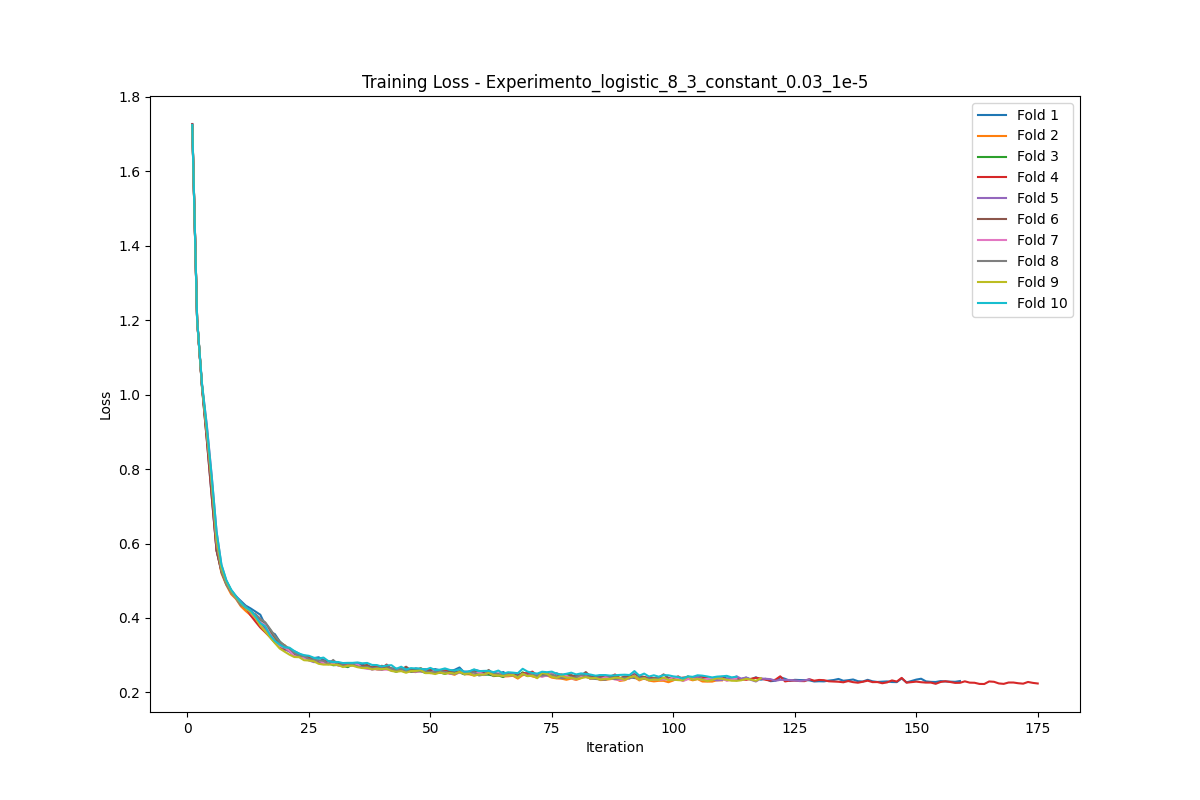 Training Loss - Experimento_logistic_8_3_constant_0.03_1e-5
1.8
1.6
1.4
1.2
1.0
0.8
0.6
0.4
0.2
Loss
0 25 50 75 100 125 150 175
Iteration
Fold 1
Fold 2
Fold 3
Fold 4
Fold 5
Fold 6
Fold 7
Fold 8
Fold 9
Fold 10